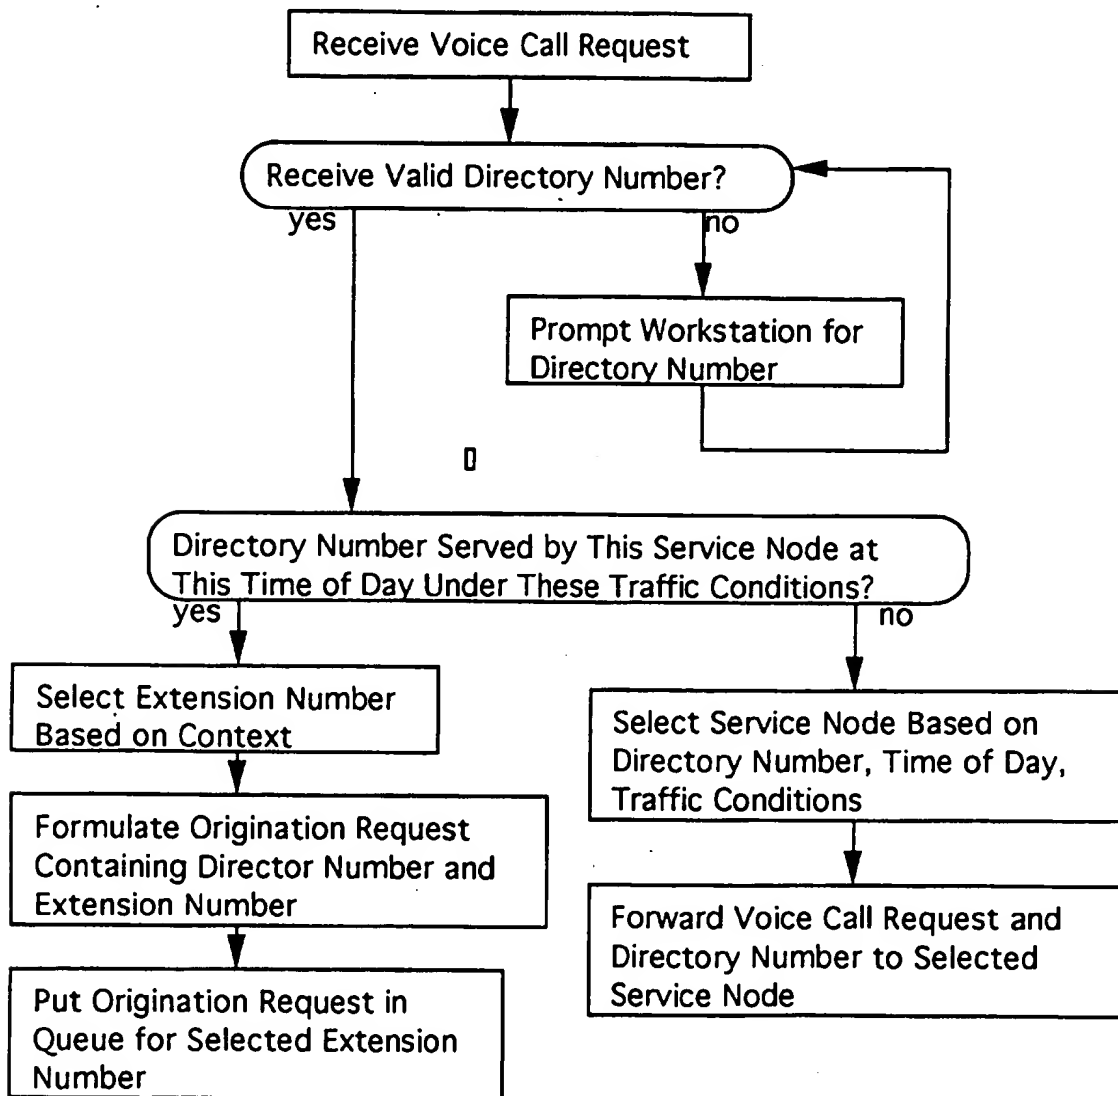 Receive Voice Call Request
Receive Valid Directory Number?
yes
no
Prompt Workstation for
Directory Number
Directory Number Served by This Service Node at
This Time of Day Under These Traffic Conditions?
yes
no
Select Extension Number
Based on Context
Formulate Origination Request
Containing Director Number and
Extension Number
Put Origination Request in
Queue for Selected Extension
Number
Select Service Node Based on
Directory Number, Time of Day,
Traffic Conditions
Forward Voice Call Request and
Directory Number to Selected
Service Node